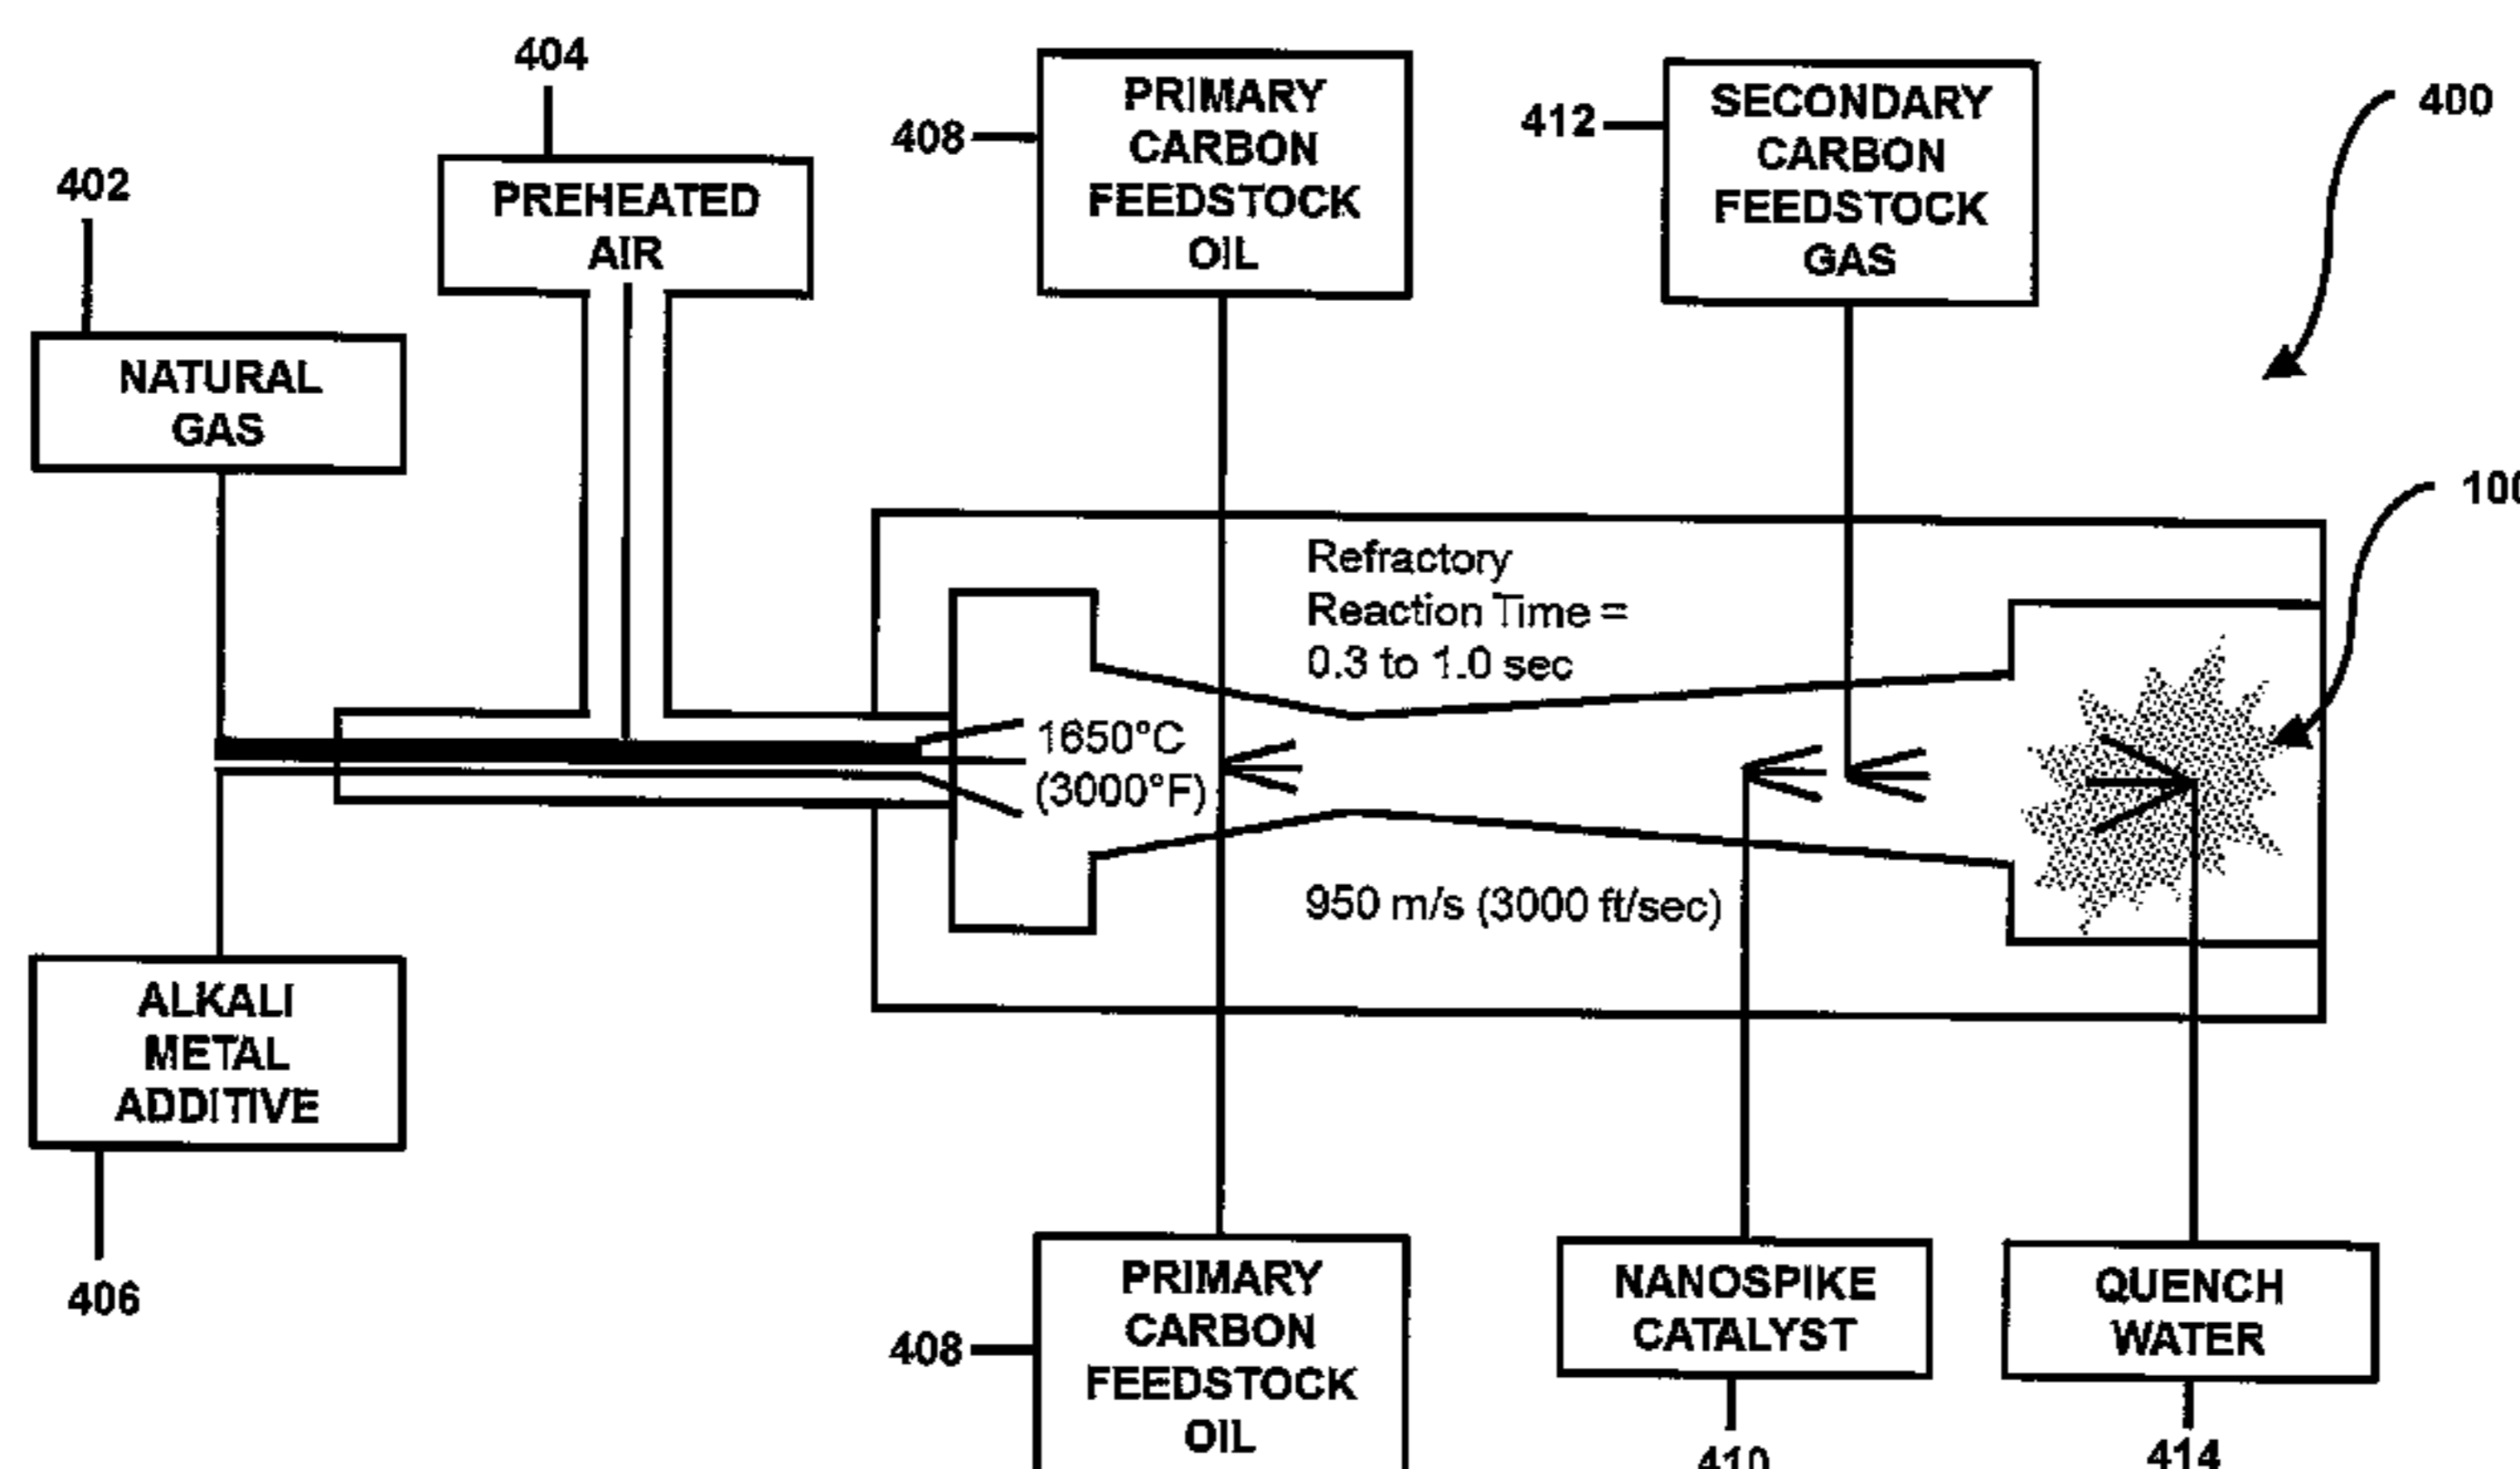 404
402
PREHEATED
AIR
408
PRIMARY
CARBON
FEEDSTOCK
OIL
412
SECONDARY
CARBON
FEEDSTOCK
GAS
400
NATURAL
GAS
100
Refractory
Reaction Time =
0.3 to 1.0 sec
1650°C
(3000°F)
950 m/s (3000 ft/sec)
ALKALI
METAL
ADDITIVE
406
408
PRIMARY
CARBON
FEEDSTOCK
OIL
NANOSPIKE
CATALYST
410
QUENCH
WATER
414